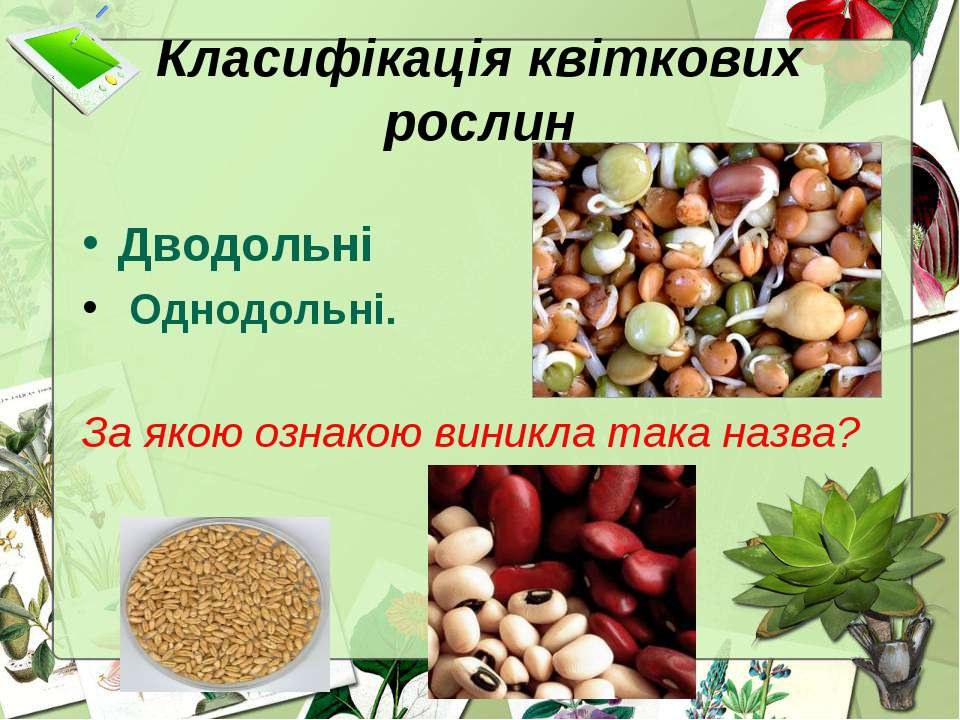 Класифікація квіткових
рослин
• Дводольні
• Однодольні.
За якою ознакою виникла така назва?